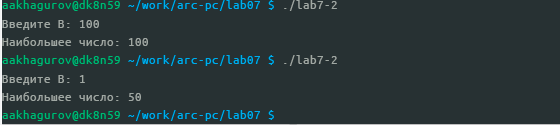 aakhagurov@dk8n59 ~/work/arc-pc/lab07 $ ./lab7-2
Введите В: 100
Наибольшее число: 100
aakhagurov@dk8n59 ~/work/arc-pc/lab07 $ ./lab7-2
Введите В: 1
Наибольшее число: 50
aakhagurov@dk8n59 ~/work/arc-pc/lab07 $